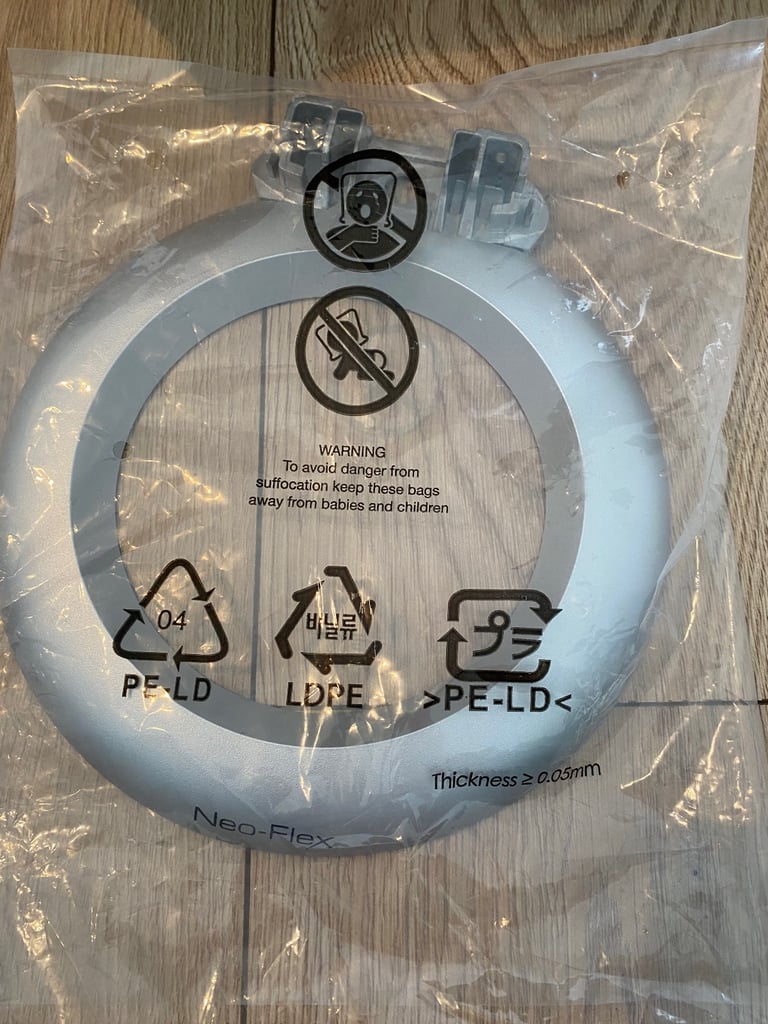 WARNING
To avoid danger from
suffocation keep these bags
away from babies and children
04
PE-LD
비닐류
LDPE
プラ
>PE-LD<
Thickness ≥ 0.05mm
Neo-Flex